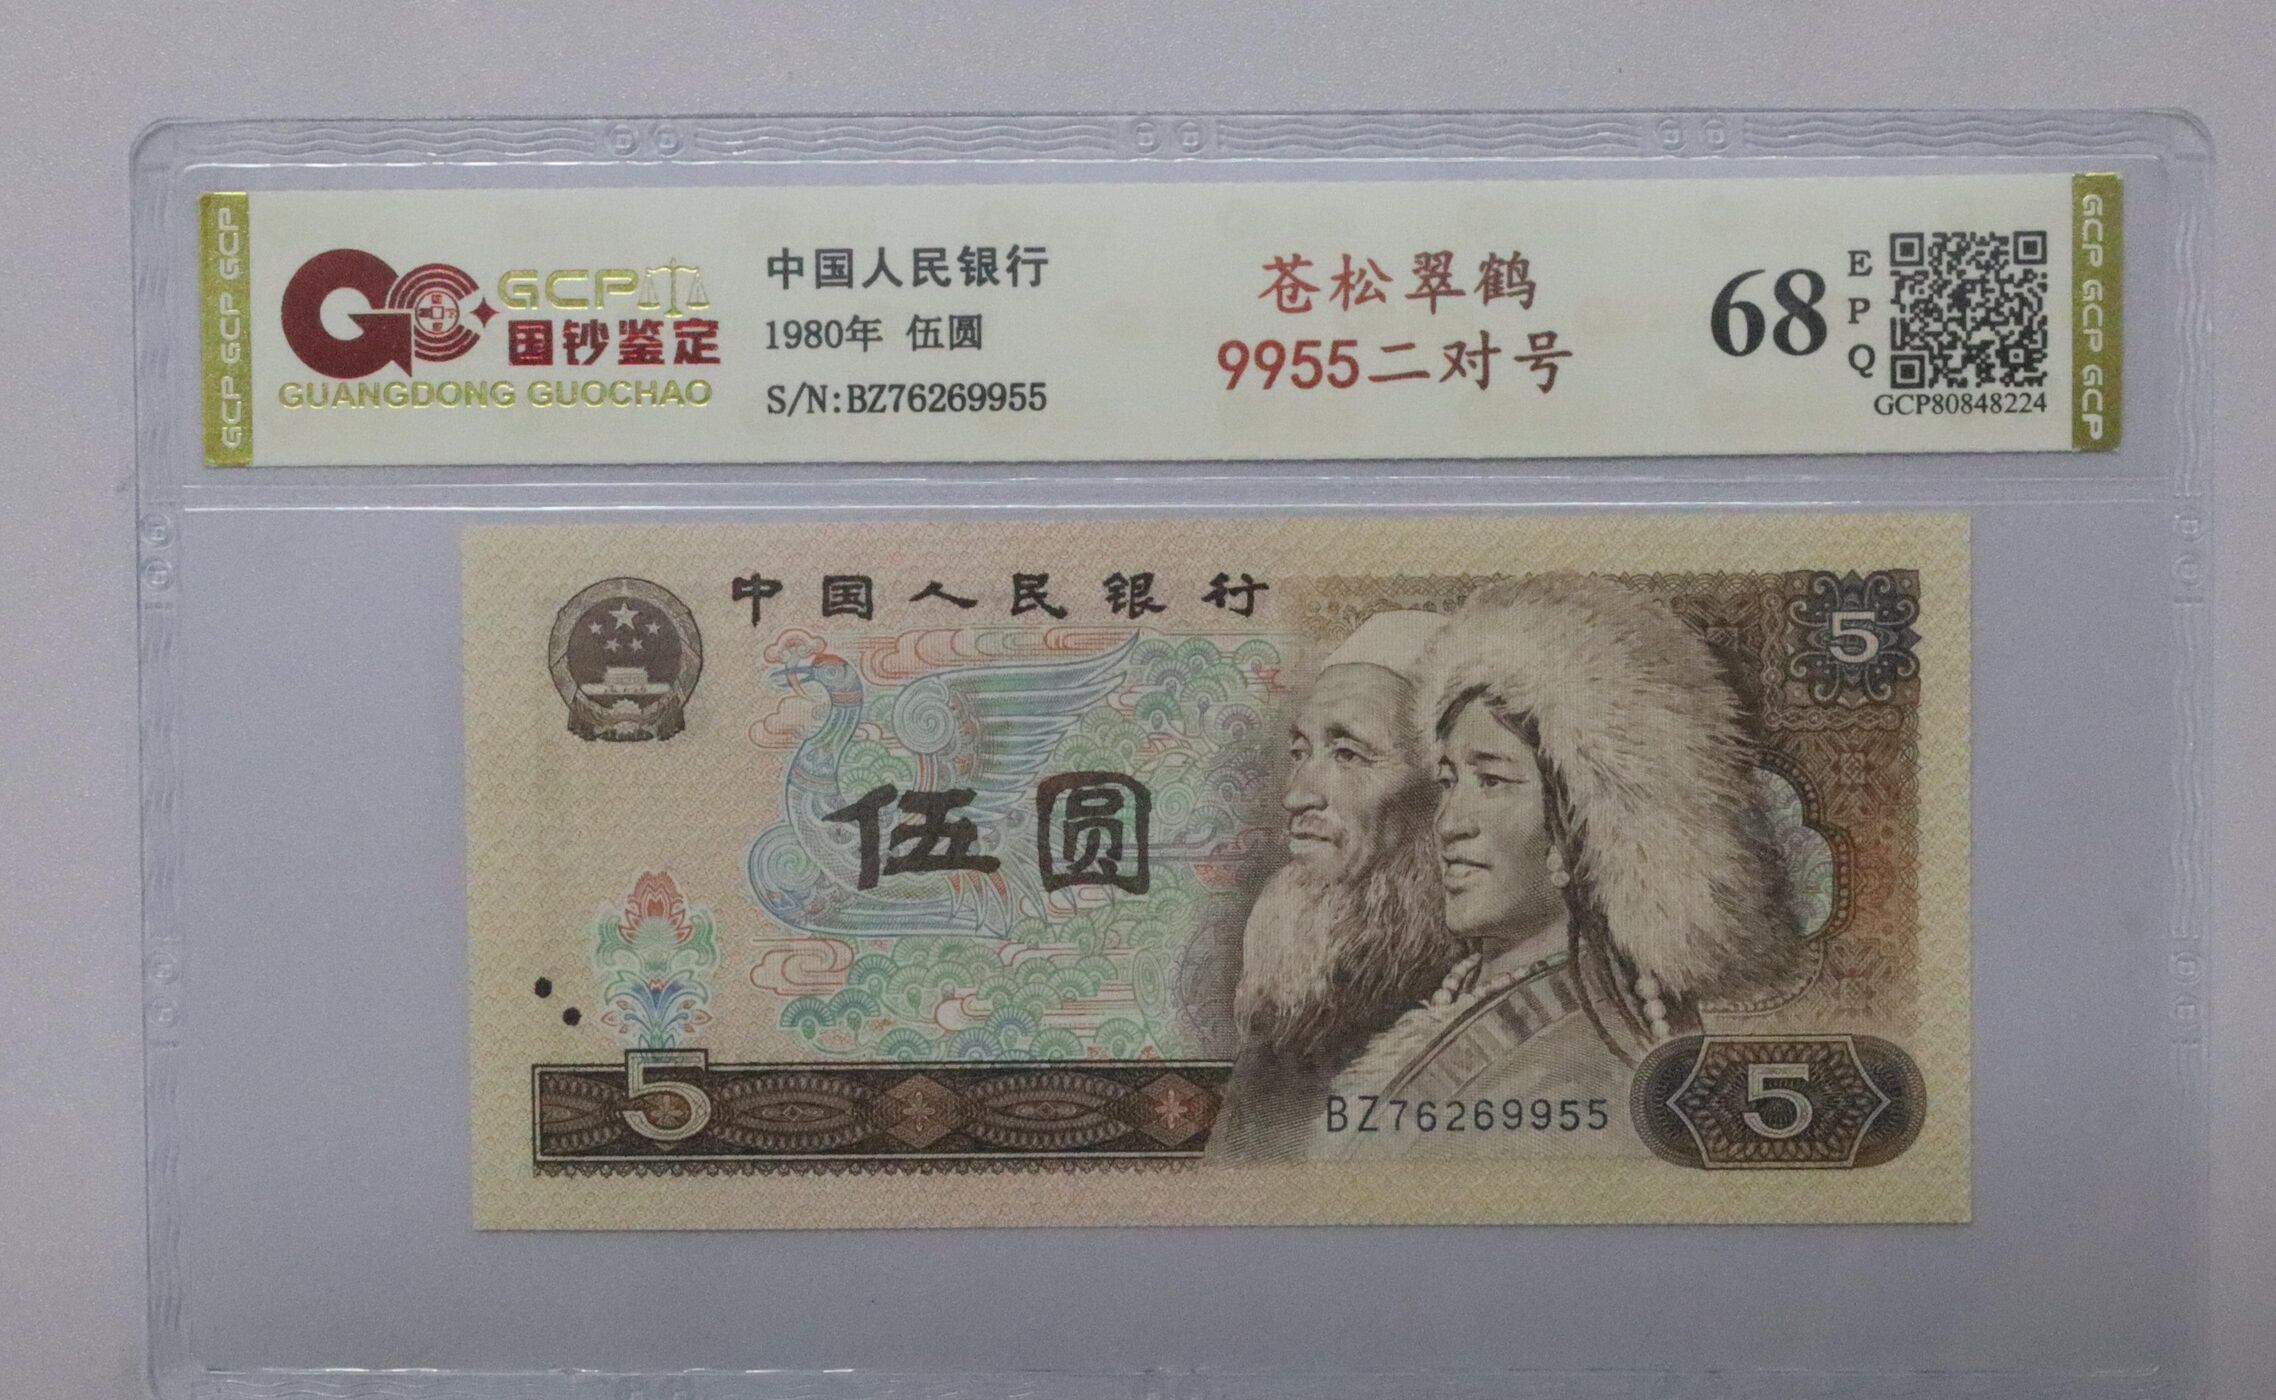 GCP GCP GCP
GCP
国钞鉴定
GUANGDONG GUOCHAO
中国人民银行
1980年 伍圆
S/N:BZ76269955
苍松翠鹤
9955二对号
68
E
P
Q
GCP80848224
GCP GCP GCP
中国人民银行
5
伍圆
5
BZ76269955
5